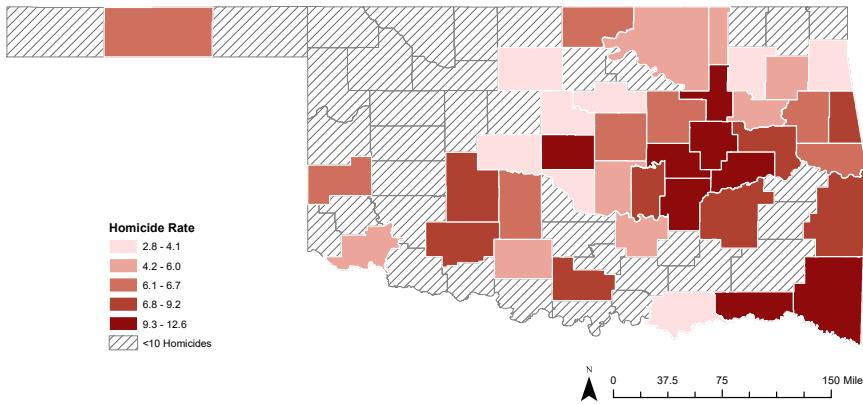 Homicide Rate
2.8 - 4.1
4.2 - 6.0
6.1 - 6.7
6.8 - 9.2
9.3 - 12.6
<10 Homicides
N
0 37.5 75 150 Mile